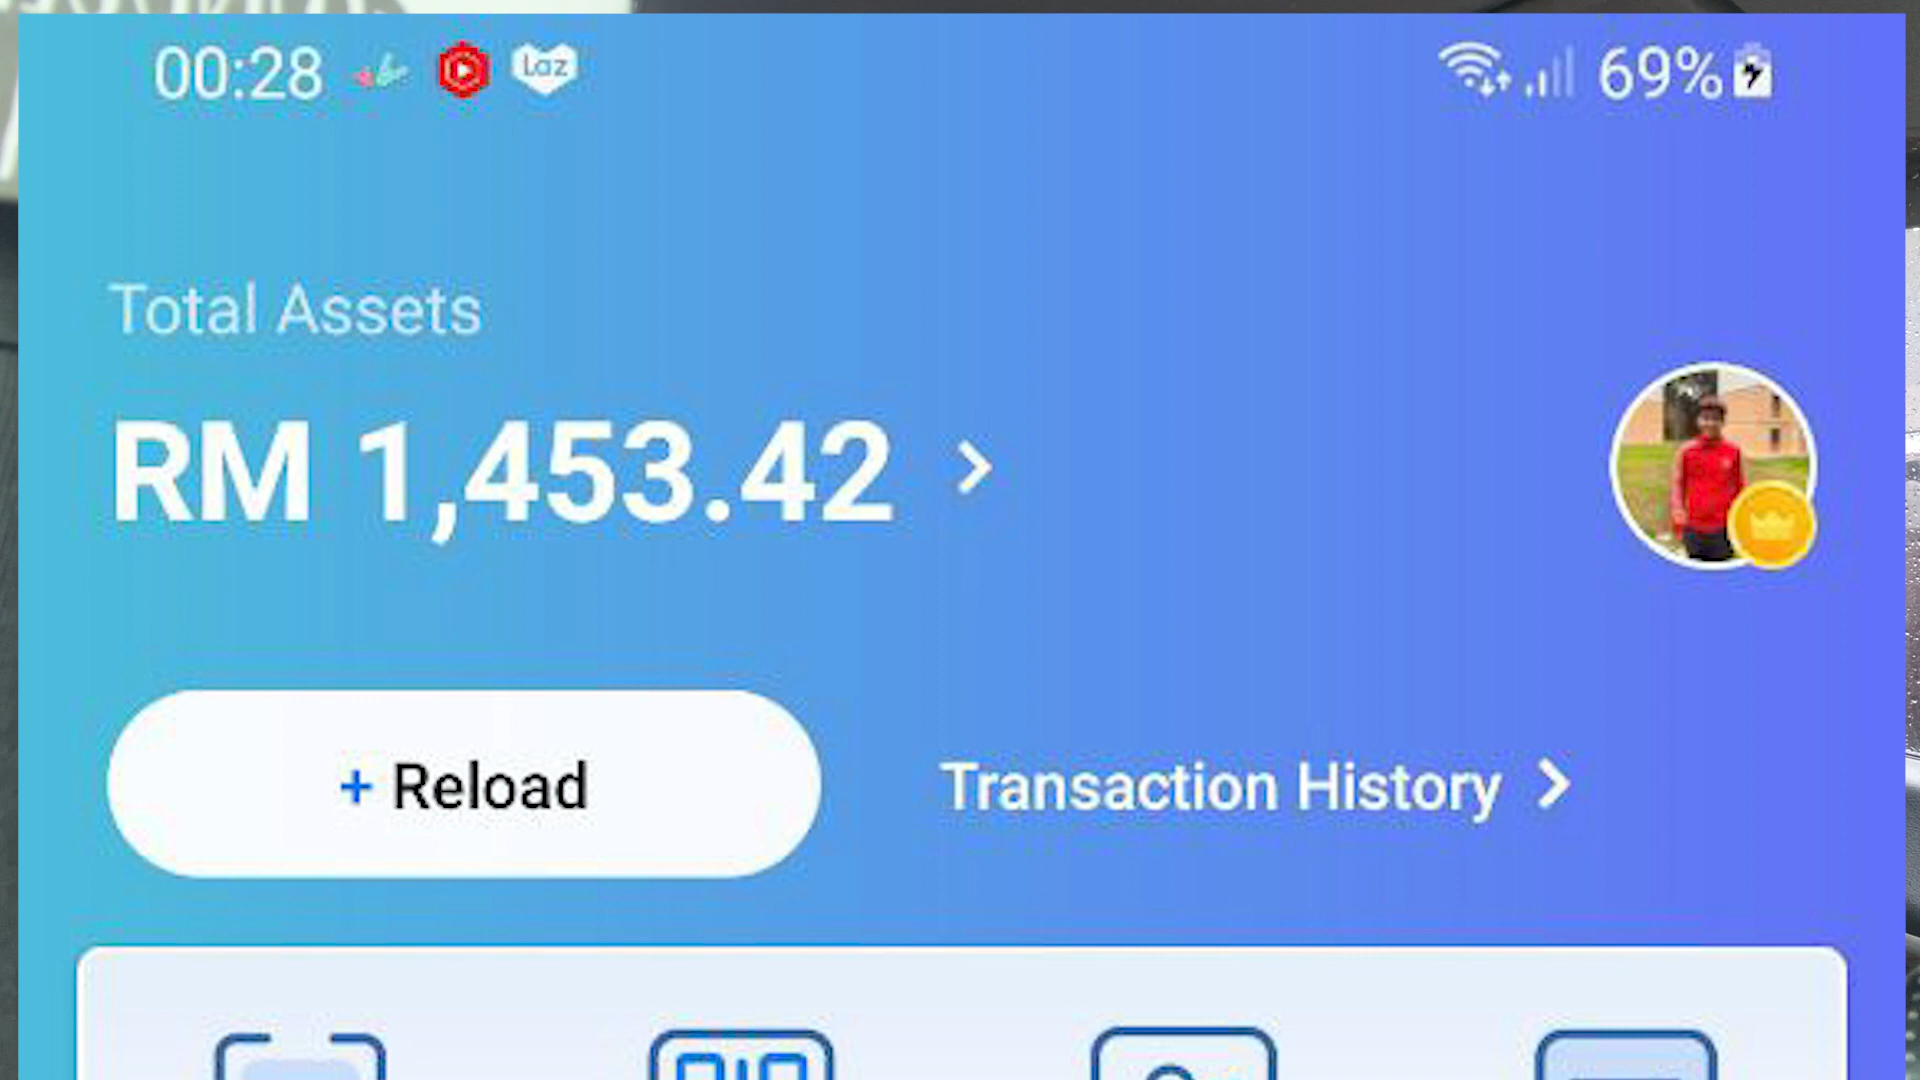 00:28 Laz 69%
Total Assets
RM 1,453.42
+ Reload
Transaction History